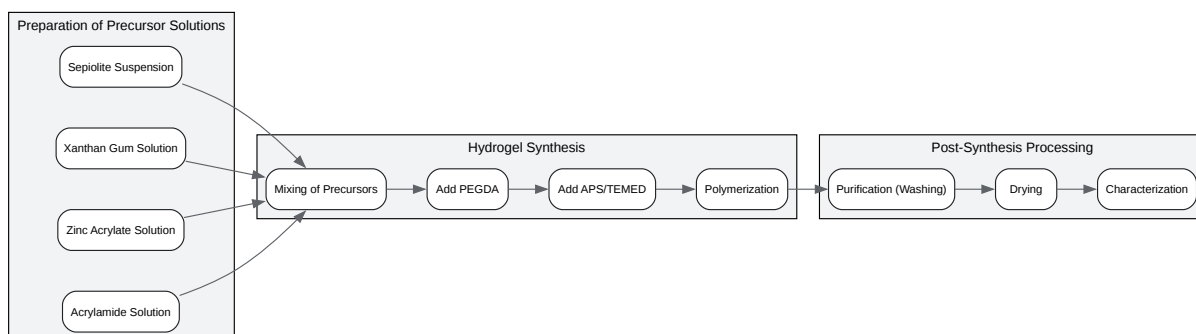 Preparation of Precursor Solutions
Sepiolite Suspension
Xanthan Gum Solution
Zinc Acrylate Solution
Acrylamide Solution
Hydrogel Synthesis
Mixing of Precursors
Add PEGDA
Add APS/TEMED
Polymerization
Post-Synthesis Processing
Purification (Washing)
Drying
Characterization